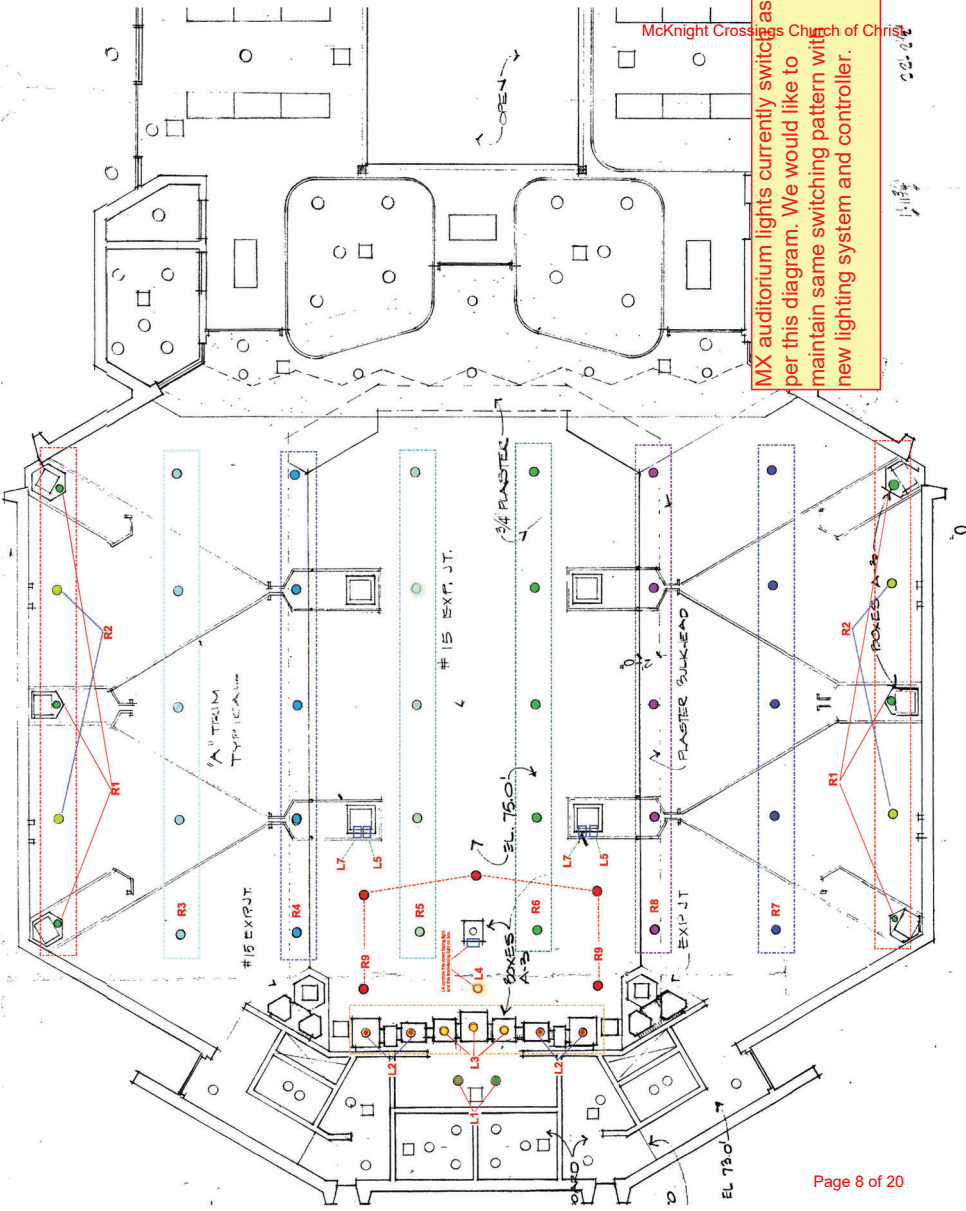 McKnight Crossings Church of Christ
MX auditorium lights currently switch as
per this diagram. We would like to
maintain same switching pattern with
new lighting system and controller.
OPEN
3/4 PLASTER
# 15 EXP. JT.
"A" TRIM
TYPICAL
#15 EXP. JT.
2'-0"
PLASTER BULKHEAD
BOXES A-3
EL. 75.0'
BOXES
A-3
EXP JT
EL 73.0'
R1
R2
R3
R4
R5
R6
R8
R7
R1
R2
R9
R9
L7
L5
L7
L5
L4
L2
L3
L2
L1
Page 8 of 20